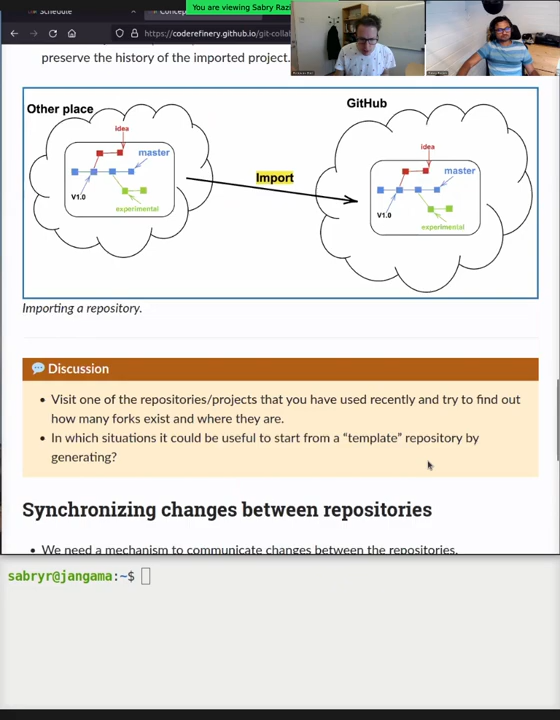 You are viewing Sabry Razi
Schedule
Concep
https://coderefinery.github.io/git-collab
preserve the history of the imported project.
Other place
GitHub
idea
master
V1.0
experimental
Import
idea
master
V1.0
experimental
Importing a repository.
Discussion
• Visit one of the repositories/projects that you have used recently and try to find out
how many forks exist and where they are.
• In which situations it could be useful to start from a “template” repository by
generating?
Synchronizing changes between repositories
• We need a mechanism to communicate changes between the repositories.
sabryr@jangama:~$